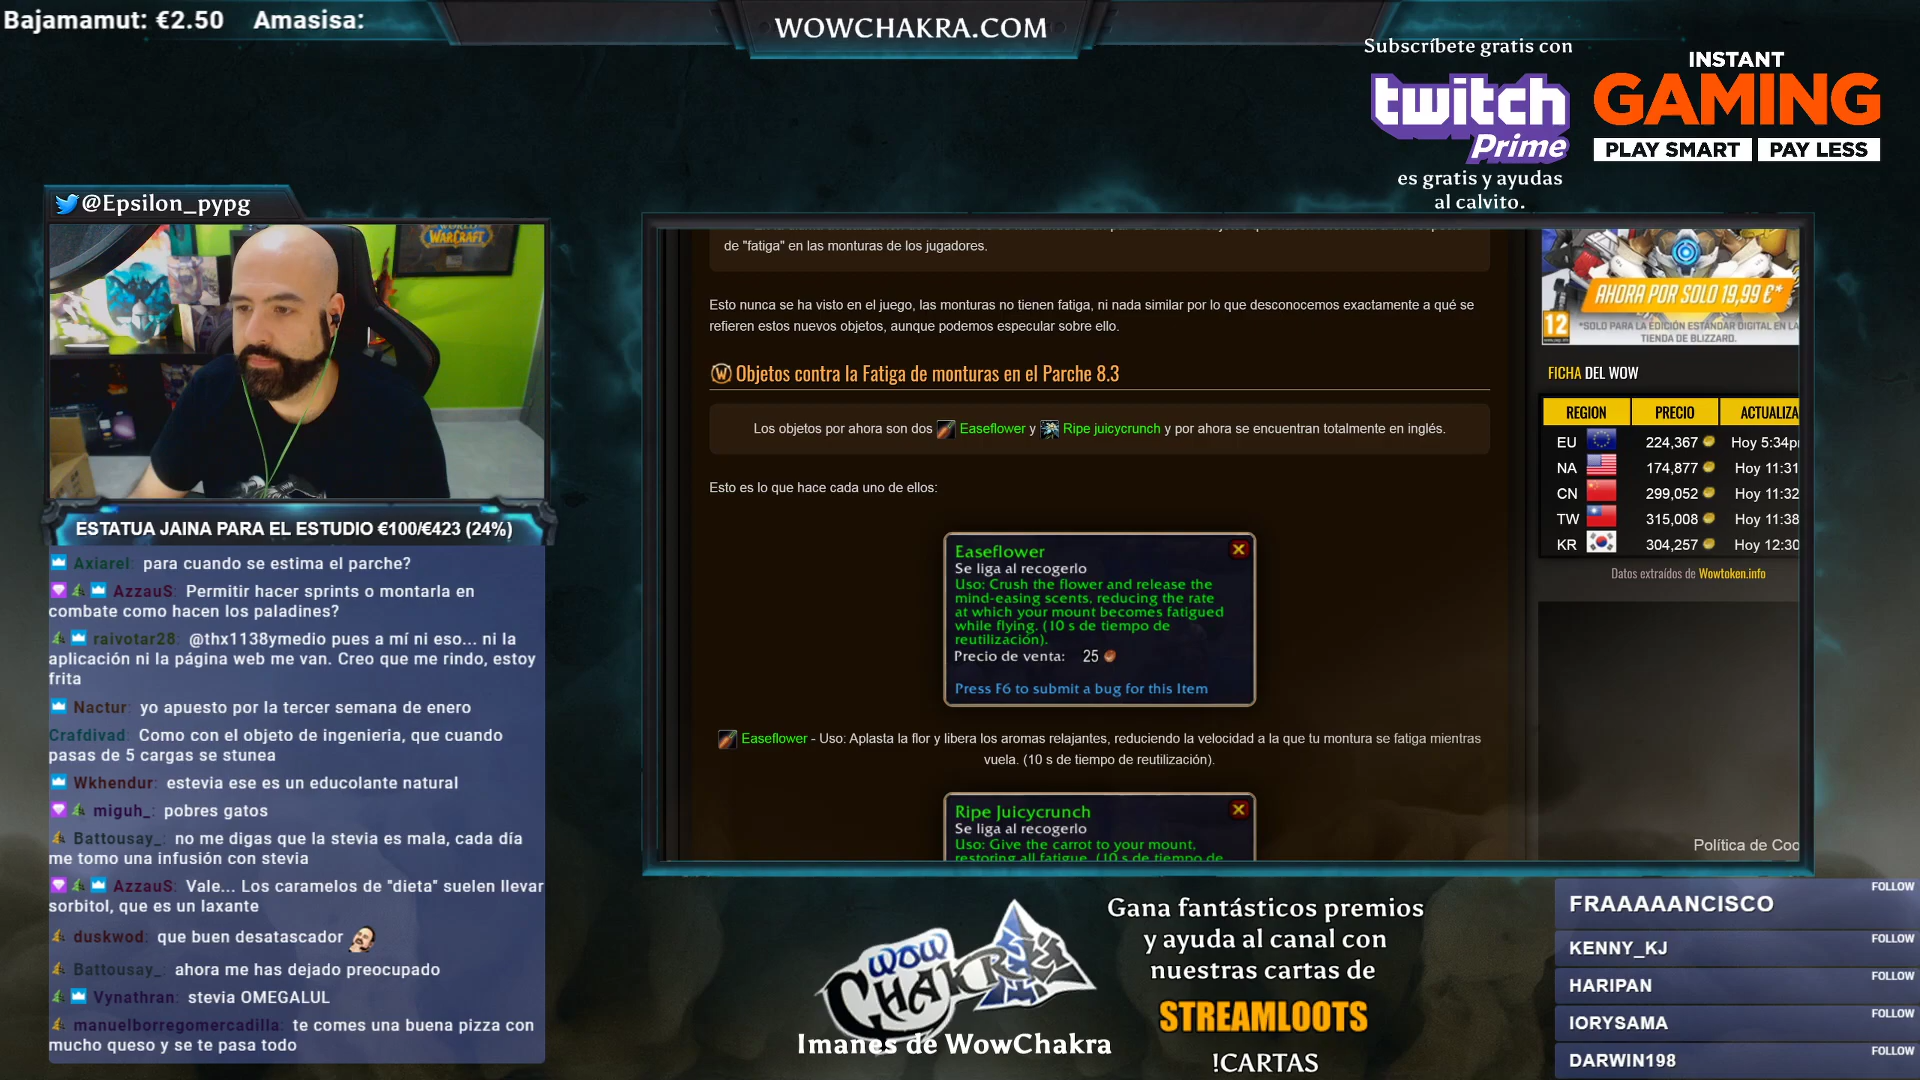 Bajamamut: €2.50 Amasisa:
WOWCHAKRA.COM
Subscríbete gratis con
twitch
Prime
es gratis y ayudas
al calvito.
INSTANT
GAMING
PLAY SMART PAY LESS
@Epsilon_pypg
WORLD
WARCRAFT
ESTATUA JAINA PARA EL ESTUDIO €100/€423 (24%)
Axiarel: para cuando se estima el parche?
AzzauS: Permitir hacer sprints o montarla en
combate como hacen los paladines?
raivotar28: @thx1138ymedio pues a mí ni eso... ni la
aplicación ni la página web me van. Creo que me rindo, estoy
frita
Nactur: yo apuesto por la tercer semana de enero
Crafdivad: Como con el objeto de ingenieria, que cuando
pasas de 5 cargas se stunea
Wkhendur: estevia ese es un educolante natural
miguh_: pobres gatos
Battousay_: no me digas que la stevia es mala, cada día
me tomo una infusión con stevia
AzzauS: Vale... Los caramelos de "dieta" suelen llevar
sorbitol, que es un laxante
duskwod: que buen desatascador
Battousay_: ahora me has dejado preocupado
Vynathran: stevia OMEGALUL
manuelborregomercadilla: te comes una buena pizza con
mucho queso y se te pasa todo
de "fatiga" en las monturas de los jugadores.
Esto nunca se ha visto en el juego, las monturas no tienen fatiga, ni nada similar por lo que desconocemos exactamente a qué se
refieren estos nuevos objetos, aunque podemos especular sobre ello.
Objetos contra la Fatiga de monturas en el Parche 8.3
Los objetos por ahora son dos Easeflower y Ripe juicycrunch y por ahora se encuentran totalmente en inglés.
Esto es lo que hace cada uno de ellos:
Easeflower
Se liga al recogerlo
Uso: Crush the flower and release the
mind-easing scents, reducing the rate
at which your mount becomes fatigued
while flying. (10 s de tiempo de
reutilización).
Precio de venta: 25
Press F6 to submit a bug for this Item
Easeflower - Uso: Aplasta la flor y libera los aromas relajantes, reduciendo la velocidad a la que tu montura se fatiga mientras
vuela. (10 s de tiempo de reutilización).
Ripe Juicycrunch
Se liga al recogerlo
Uso: Give the carrot to your mount,
restoring all fatigue. (10 s de tiempo de
AHORA POR SOLO 19,99 €*
12
*SOLO PARA LA EDICIÓN ESTÁNDAR DIGITAL EN LA
TIENDA DE BLIZZARD.
FICHA DEL WOW
REGION PRECIO ACTUALIZA
EU 224,367 Hoy 5:34p
NA 174,877 Hoy 11:31
CN 299,052 Hoy 11:32
TW 315,008 Hoy 11:38
KR 304,257 Hoy 12:30
Datos extraídos de Wowtoken.info
Política de Coo
WOW
CHAKRA
Imanes de WowChakra
Gana fantásticos premios
y ayuda al canal con
nuestras cartas de
STREAMLOOTS
!CARTAS
FRAAAAANCISCO FOLLOW
KENNY_KJ FOLLOW
HARIPAN FOLLOW
IORYSAMA FOLLOW
DARWIN198 FOLLOW